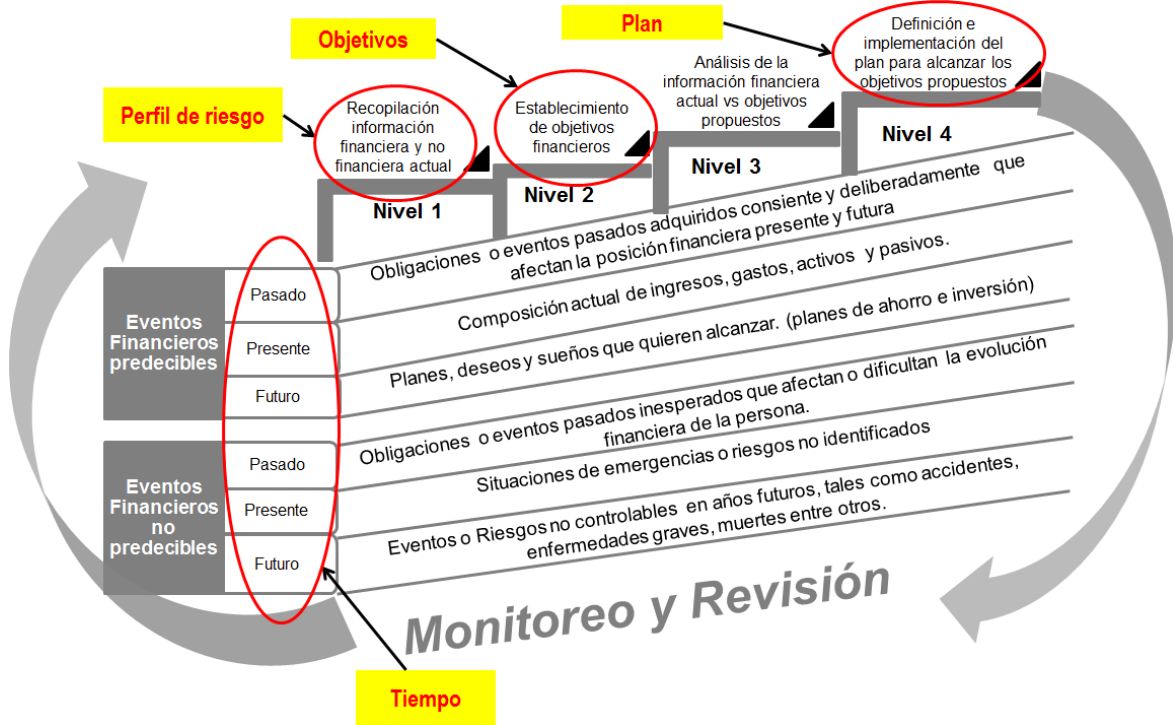 Plan
Objetivos
Perfil de riesgo
Definición e
implementación del
plan para alcanzar los
objetivos propuestos
Análisis de la
información financiera
actual vs objetivos
propuestos
Establecimiento
de objetivos
financieros
Recopilación
información
financiera y no
financiera actual
Nivel 1
Nivel 2
Nivel 3
Nivel 4
Eventos
Financieros
predecibles
Pasado
Obligaciones o eventos pasados adquiridos consiente y deliberadamente que
afectan la posición financiera presente y futura
Presente
Composición actual de ingresos, gastos, activos y pasivos.
Futuro
Planes, deseos y sueños que quieren alcanzar. (planes de ahorro e inversión)
Eventos
Financieros
no
predecibles
Pasado
Obligaciones o eventos pasados inesperados que afectan o dificultan la evolución
financiera de la persona.
Presente
Situaciones de emergencias o riesgos no identificados
Futuro
Eventos o Riesgos no controlables en años futuros, tales como accidentes,
enfermedades graves, muertes entre otros.
Monitoreo y Revisión
Tiempo